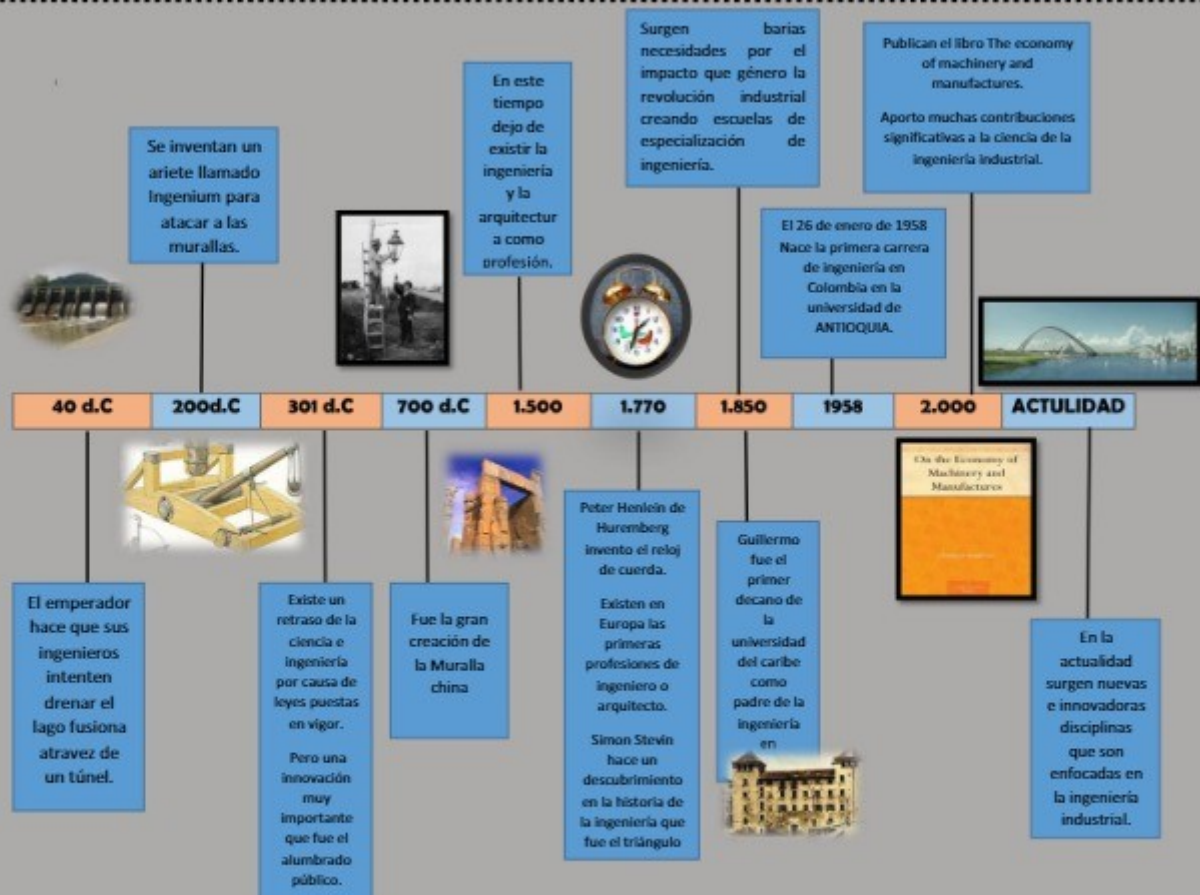 Se inventan un
ariete llamado
Ingenium para
atacar a las
murallas.
En este
tiempo
dejo de
existir la
ingeniería
y la
arquitectur
a como
profesión.
Surgen barias
necesidades por el
impacto que género la
revolución industrial
creando escuelas de
especialización de
ingeniería.
Publican el libro The economy
of machinery and
manufactures.
Aporto muchas contribuciones
significativas a la ciencia de la
ingeniería industrial.
El 26 de enero de 1958
Nace la primera carrera
de ingeniería en
Colombia en la
universidad de
ANTIOQUIA.
40 d.C 200d.C 301 d.C 700 d.C 1.500 1.770 1.850 1958 2.000 ACTULIDAD
El emperador
hace que sus
ingenieros
intenten
drenar el
lago fusiona
atravez de
un túnel.
Existe un
retraso de la
ciencia e
ingeniería
por causa de
leyes puestas
en vigor.
Pero una
innovación
muy
importante
que fue el
alumbrado
público.
Fue la gran
creación de
la Muralla
china
Peter Henlein de
Huremberg
invento el reloj
de cuerda.
Existen en
Europa las
primeras
profesiones de
ingeniero o
arquitecto.
Simon Stevin
hace un
descubrimiento
en la historia de
la ingeniería que
fue el triángulo
Guillermo
fue el
primer
decano de
la
universidad
del caribe
como
padre de la
ingeniería
en
On the Economy of
Machinery and
Manufactures
En la
actualidad
surgen nuevas
e innovadoras
disciplinas
que son
enfocadas en
la ingeniería
industrial.